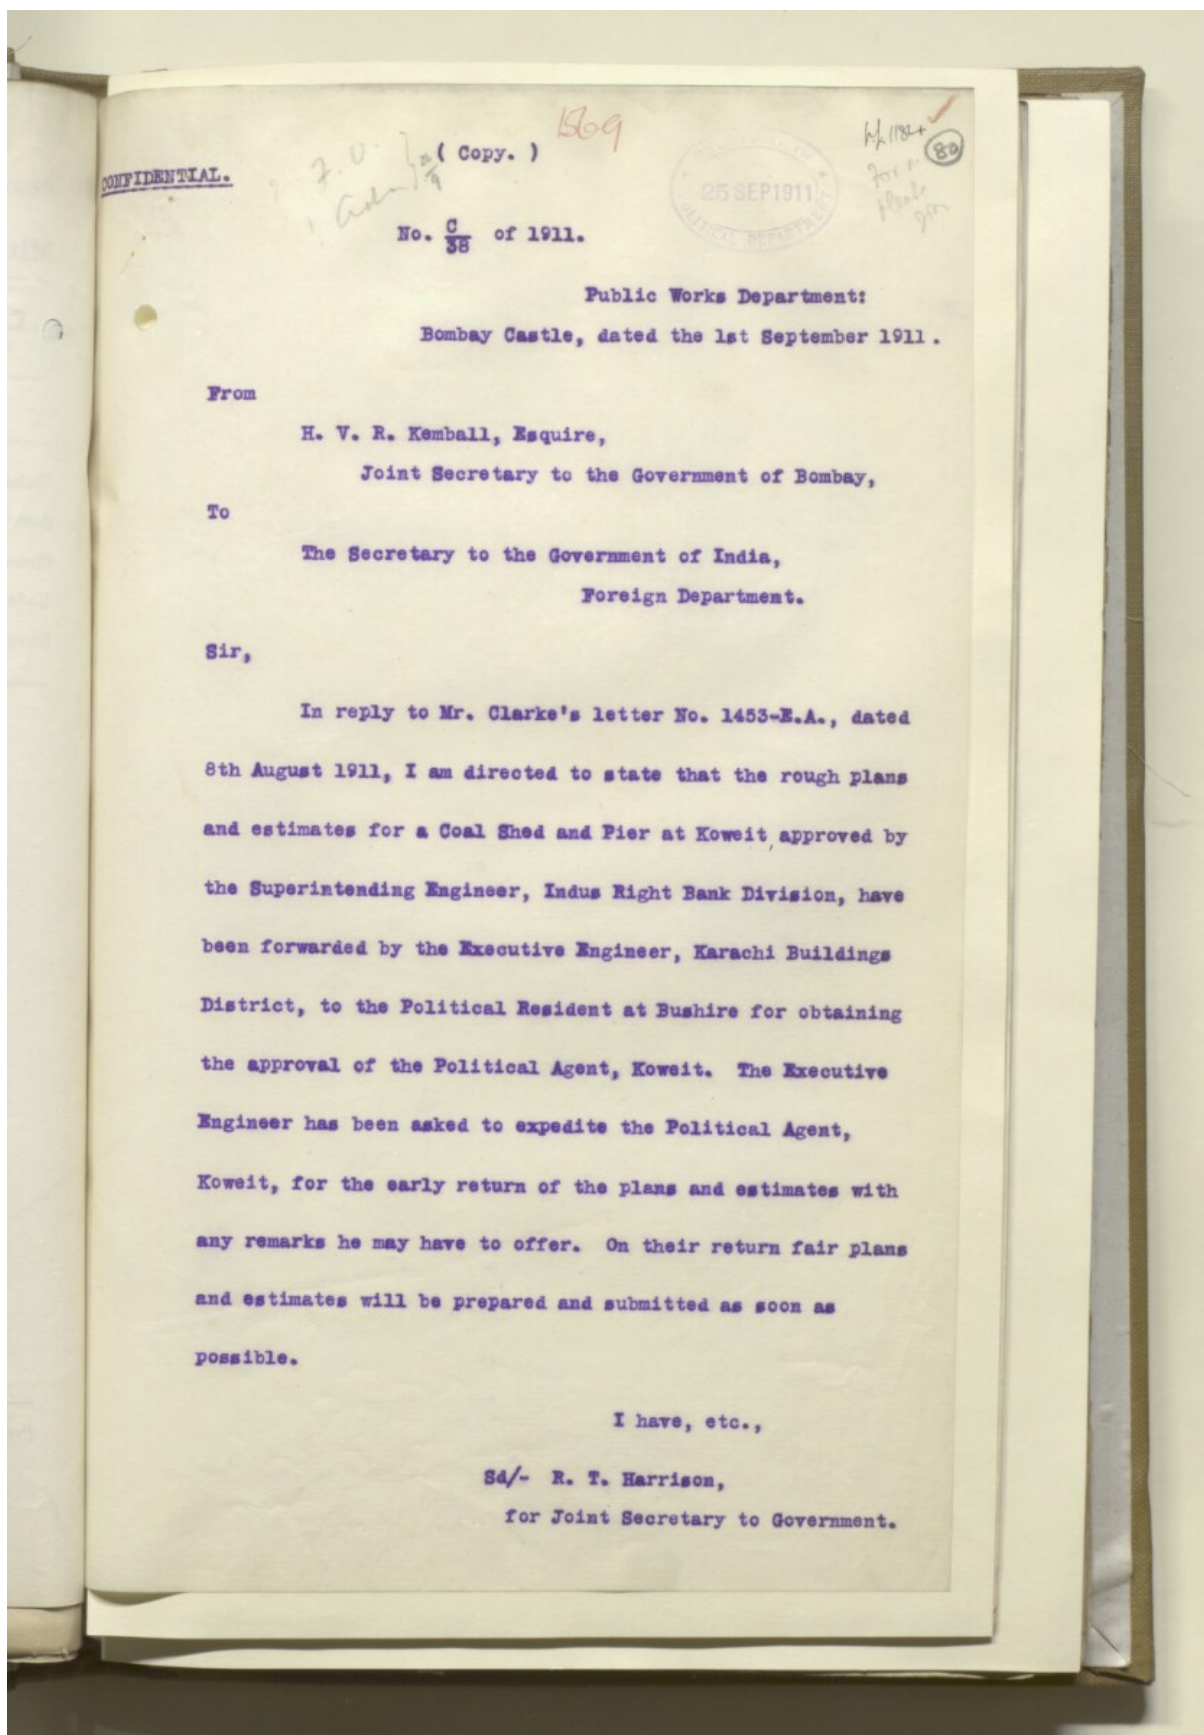 1569
( Copy. )
CONFIDENTIAL.
80
25 SEP 1911
POLITICAL DEPARTMENT
No. C/38 of 1911.
Public Works Department:
Bombay Castle, dated the 1st September 1911.
From
H. V. R. Kemball, Esquire,
Joint Secretary to the Government of Bombay,
To
The Secretary to the Government of India,
Foreign Department.
Sir,
In reply to Mr. Clarke's letter No. 1453-E.A., dated
8th August 1911, I am directed to state that the rough plans
and estimates for a Coal Shed and Pier at Koweit, approved by
the Superintending Engineer, Indus Right Bank Division, have
been forwarded by the Executive Engineer, Karachi Buildings
District, to the Political Resident at Bushire for obtaining
the approval of the Political Agent, Koweit. The Executive
Engineer has been asked to expedite the Political Agent,
Koweit, for the early return of the plans and estimates with
any remarks he may have to offer. On their return fair plans
and estimates will be prepared and submitted as soon as
possible.
I have, etc.,
Sd/- R. T. Harrison,
for Joint Secretary to Government.